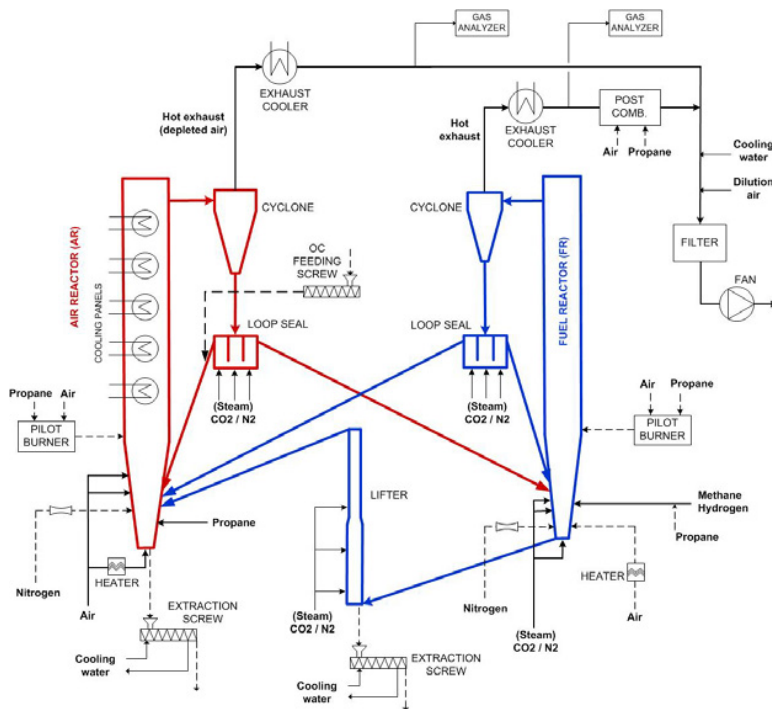 GAS
ANALYZER
GAS
ANALYZER
EXHAUST
COOLER
Hot exhaust
(depleted air)
Hot
exhaust
EXHAUST
COOLER
POST
COMB.
Air
Propane
Cooling
water
Dilution
air
CYCLONE
CYCLONE
FILTER
FAN
AIR REACTOR (AR)
COOLING PANELS
OC
FEEDING
SCREW
FUEL REACTOR (FR)
LOOP SEAL
LOOP SEAL
(Steam)
CO2 / N2
(Steam)
CO2 / N2
Propane
Air
PILOT
BURNER
Air
Propane
PILOT
BURNER
LIFTER
Methane
Hydrogen
Propane
Propane
Nitrogen
HEATER
Air
Nitrogen
HEATER
Air
(Steam)
CO2 / N2
(Steam)
CO2 / N2
EXTRACTION
SCREW
Cooling
water
EXTRACTION
SCREW
Cooling
water